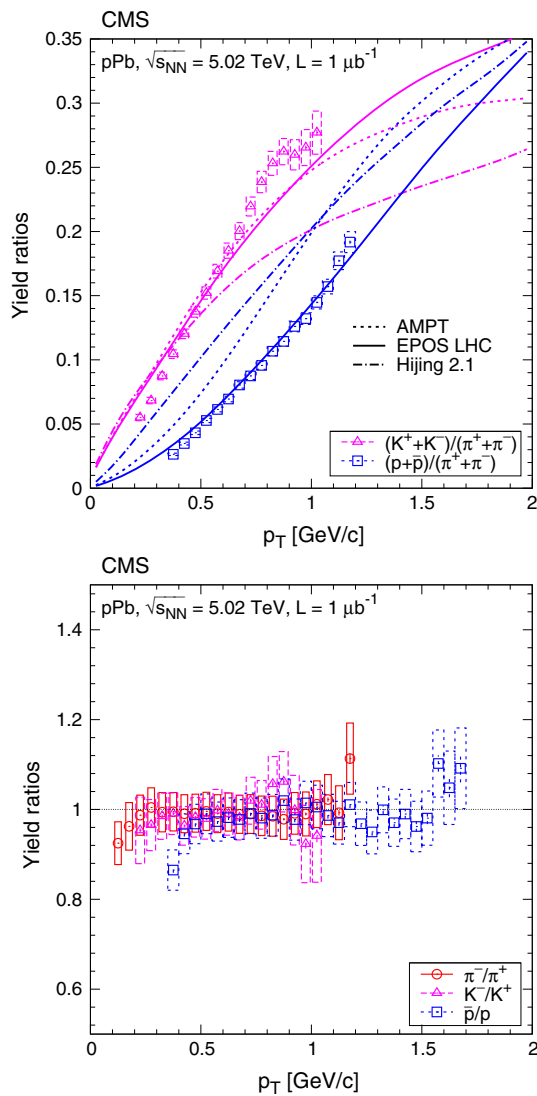 CMS
pPb, √sNN = 5.02 TeV, L = 1 μb⁻¹
0.35
0.3
0.25
0.2
0.15
0.1
0.05
0
Yield ratios
AMPT
EPOS LHC
Hijing 2.1
(K⁺+K⁻)/(π⁺+π⁻)
(p+p̄)/(π⁺+π⁻)
0 0.5 1 1.5 2
pT [GeV/c]
CMS
pPb, √sNN = 5.02 TeV, L = 1 μb⁻¹
1.4
1.2
1
0.8
0.6
Yield ratios
π⁻/π⁺
K⁻/K⁺
p̄/p
0 0.5 1 1.5 2
pT [GeV/c]